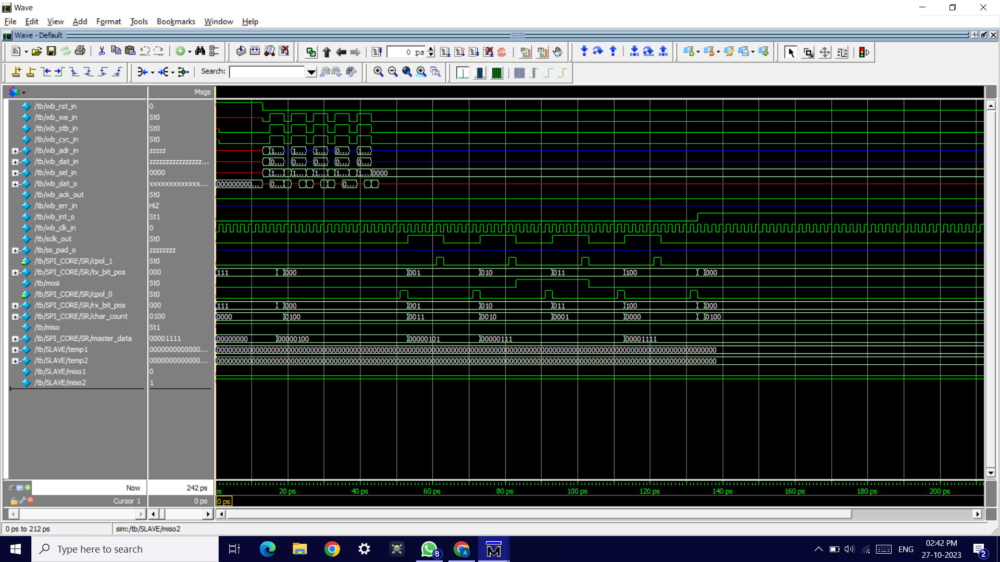 Wave
File Edit View Add Format Tools Bookmarks Window Help
Wave - Default
0 ps
Search:
Msgs
/tb/wb_rst_in 0
/tb/wb_we_in St0
/tb/wb_stb_in St0
/tb/wb_cyc_in St0
/tb/wb_adr_in zzzzz 1... 1... 1... 0... 1...
/tb/wb_dat_in zzzzzzzzzzzzzzzz... 0... 0... 0... 0... 0...
/tb/wb_sel_in 0000 1... 1... 1... 1... 1... 0000
/tb/wb_dat_o xxxxxxxxxxxxx... 000000000... 0... 0...
/tb/wb_ack_out St0
/tb/wb_err_in HiZ
/tb/wb_int_o St1
/tb/wb_clk_in 0
/tb/sclk_out St0
/tb/ss_pad_o zzzzzzzz
/tb/SPI_CORE/SR/cpol_1 St0
/tb/SPI_CORE/SR/tx_bit_pos 000 111 000 001 010 011 100 000
/tb/mosi St0
/tb/SPI_CORE/SR/cpol_0 St0
/tb/SPI_CORE/SR/rx_bit_pos 000 111 000 001 010 011 100 000
/tb/SPI_CORE/SR/char_count 0100 0000 0100 0011 0010 0001 0000 0100
/tb/miso St1
/tb/SPI_CORE/SR/master_data 00001111 00000000 00000100 00000101 00000111 00001111
/tb/SLAVE/temp1 0000000000000...
/tb/SLAVE/temp2 0000000000000...
/tb/SLAVE/miso1 0
/tb/SLAVE/miso2 1
Now 242 ps
20 ps 40 ps 60 ps 80 ps 100 ps 120 ps 140 ps 160 ps 180 ps 200 ps
Cursor 1 0 ps 0 ps
0 ps to 212 ps sim:/tb/SLAVE/miso2
Type here to search
8
A
M
ENG
02:42 PM
27-10-2023
2